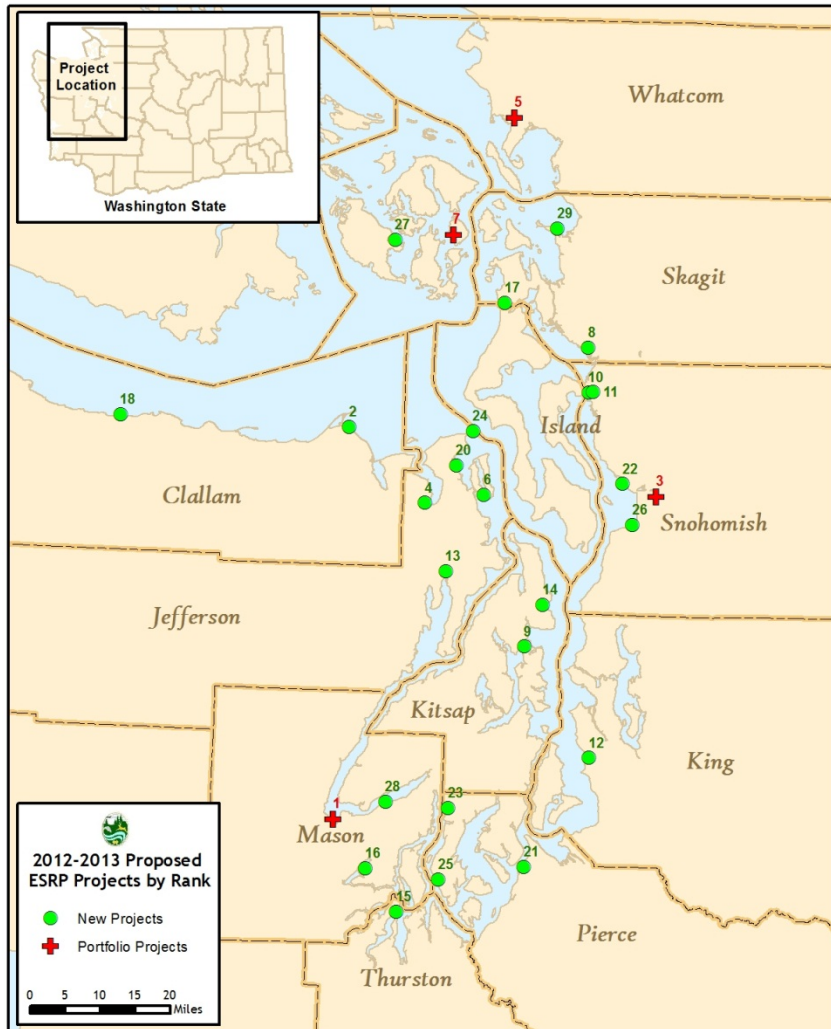 Project
Location
Washington State
Whatcom
5
7
27
29
Skagit
17
8
10
11
Island
18
2
24
20
6
4
22
3
26
Clallam
Snohomish
13
14
Jefferson
9
Kitsap
12
King
28
23
1
Mason
16
25
21
15
Pierce
Thurston
2012-2013 Proposed
ESRP Projects by Rank
New Projects
Portfolio Projects
0 5 10 15 20
Miles